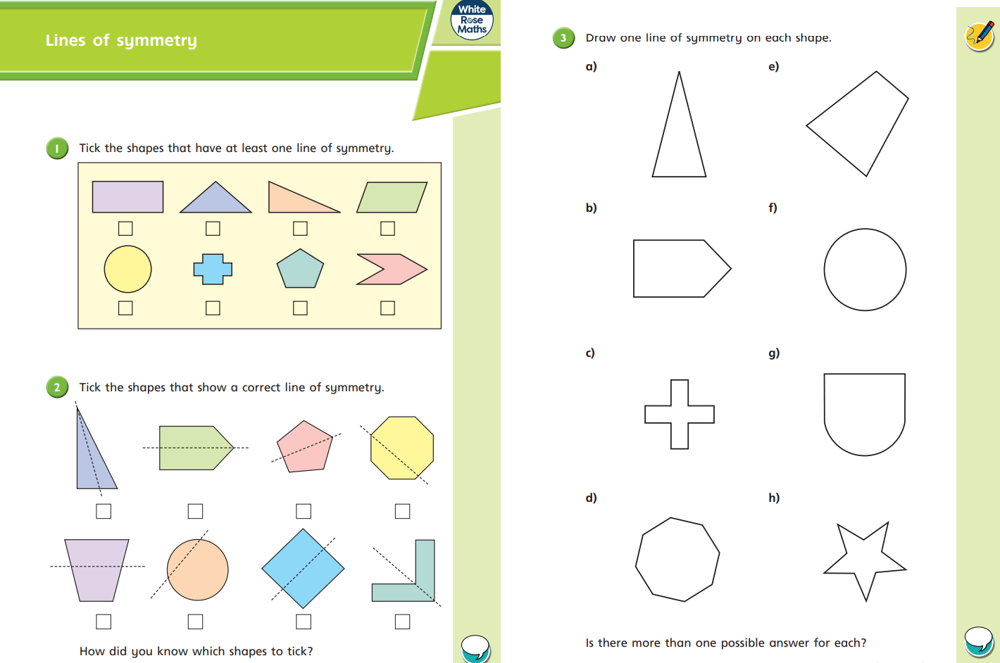 Lines of symmetry
White
Rose
Maths
1 Tick the shapes that have at least one line of symmetry.
2 Tick the shapes that show a correct line of symmetry.
How did you know which shapes to tick?
3 Draw one line of symmetry on each shape.
a)
e)
b)
f)
c)
g)
d)
h)
Is there more than one possible answer for each?